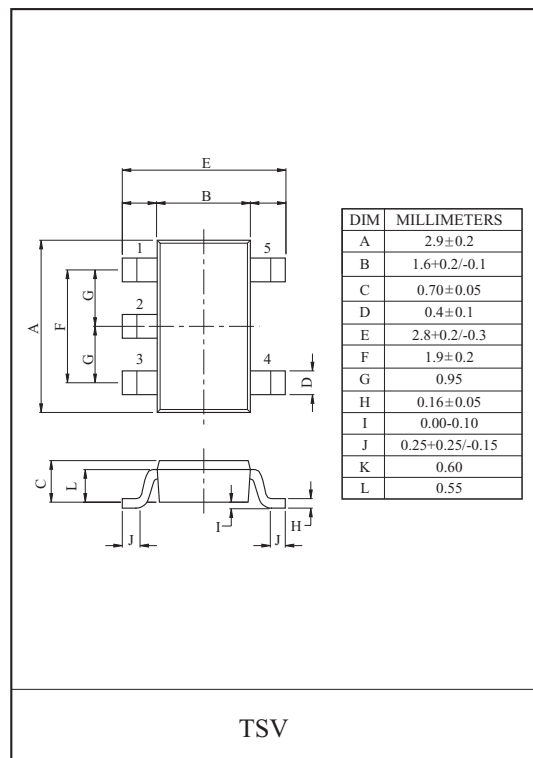 E
B
1
5
2
3
4
A
F
G
G
D
C
L
I
H
J
J
DIM MILLIMETERS
A 2.9±0.2
B 1.6+0.2/-0.1
C 0.70±0.05
D 0.4±0.1
E 2.8+0.2/-0.3
F 1.9±0.2
G 0.95
H 0.16±0.05
I 0.00-0.10
J 0.25+0.25/-0.15
K 0.60
L 0.55
TSV